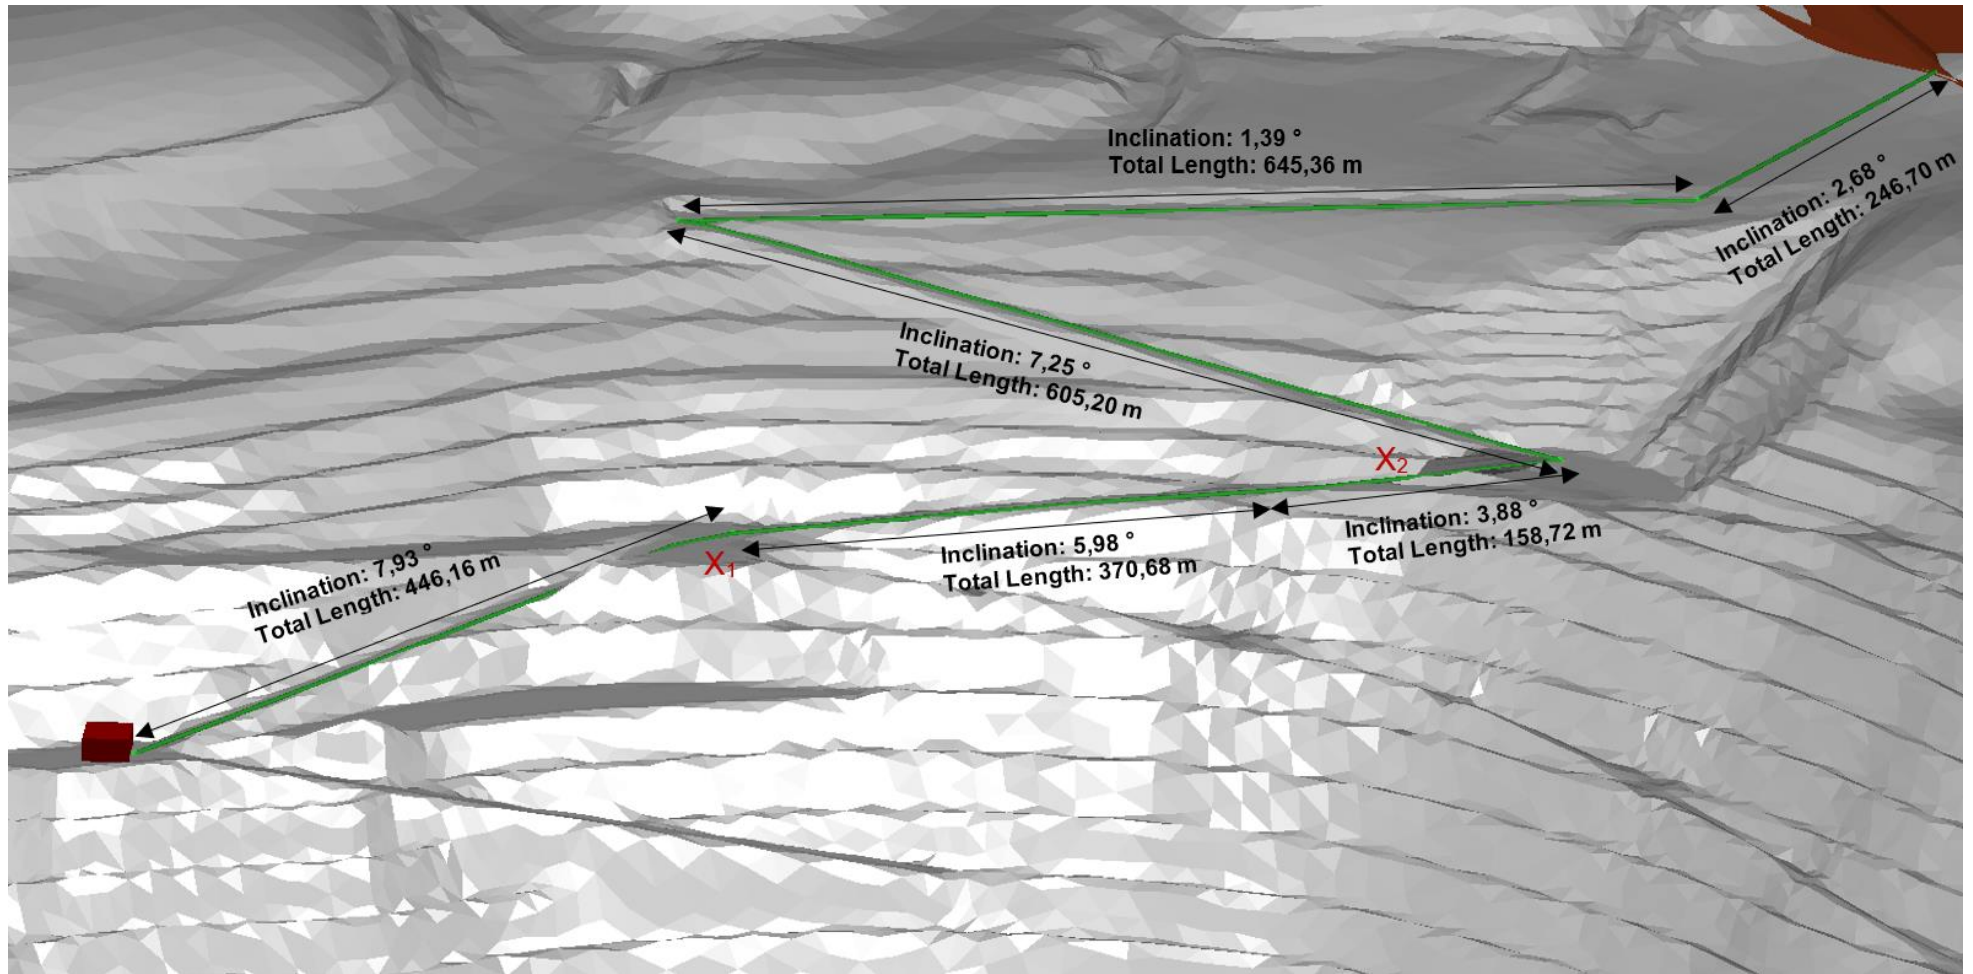 Inclination: 1,39 °
Total Length: 645,36 m
Inclination: 2,68 °
Total Length: 246,70 m
Inclination: 7,25 °
Total Length: 605,20 m
X2
Inclination: 3,88 °
Total Length: 158,72 m
Inclination: 5,98 °
Total Length: 370,68 m
X1
Inclination: 7,93 °
Total Length: 446,16 m